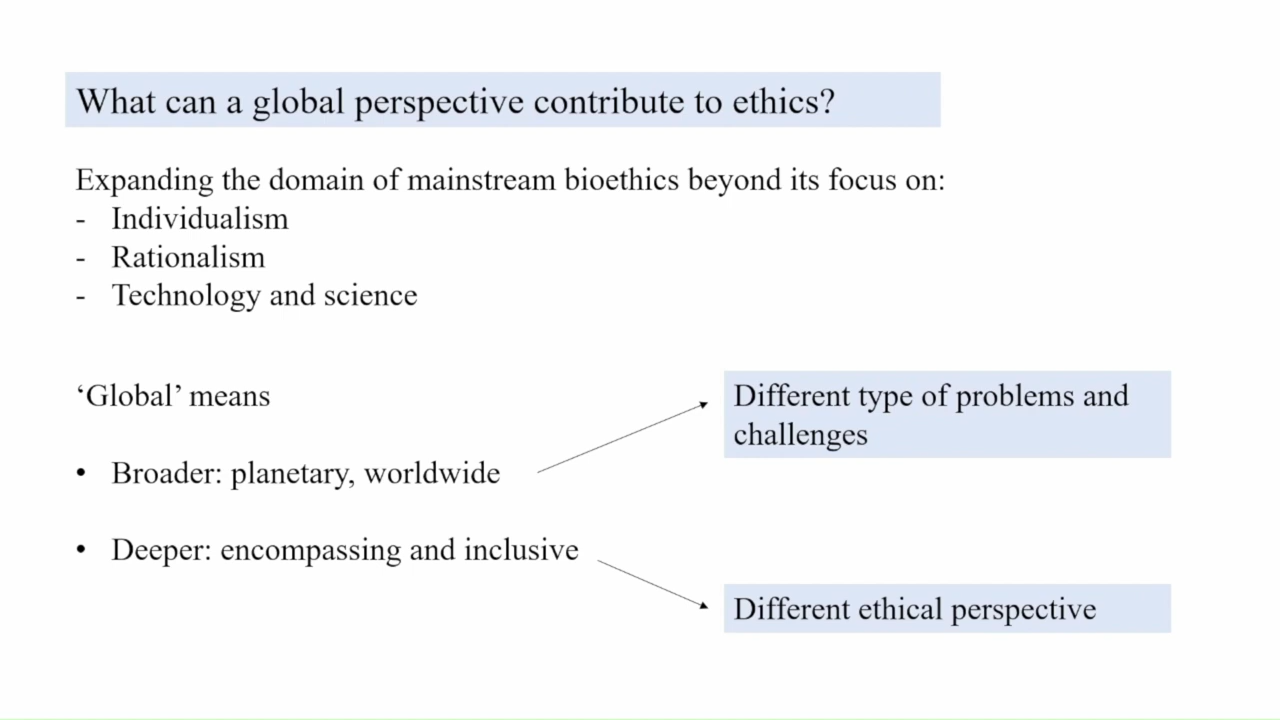 What can a global perspective contribute to ethics?
Expanding the domain of mainstream bioethics beyond its focus on:
- Individualism
- Rationalism
- Technology and science
‘Global’ means
• Broader: planetary, worldwide
Different type of problems and
challenges
• Deeper: encompassing and inclusive
Different ethical perspective